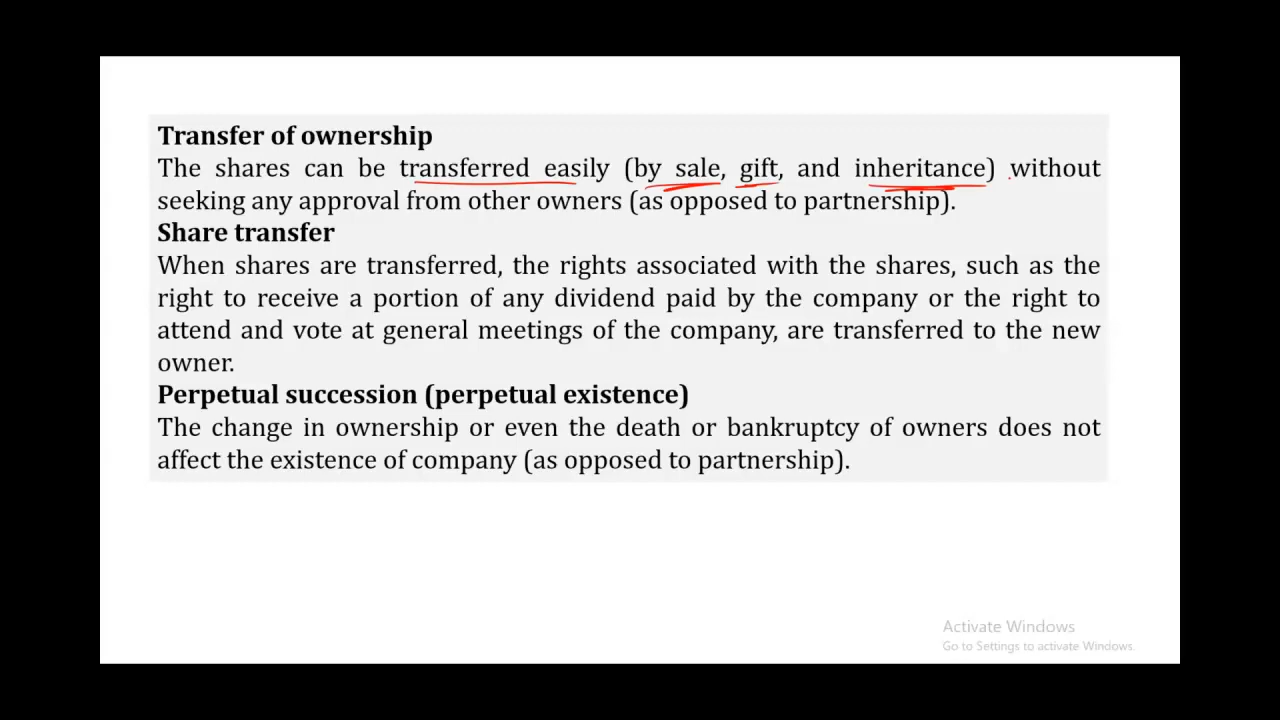 Transfer of ownership
The shares can be transferred easily (by sale, gift, and inheritance) without
seeking any approval from other owners (as opposed to partnership).
Share transfer
When shares are transferred, the rights associated with the shares, such as the
right to receive a portion of any dividend paid by the company or the right to
attend and vote at general meetings of the company, are transferred to the new
owner.
Perpetual succession (perpetual existence)
The change in ownership or even the death or bankruptcy of owners does not
affect the existence of company (as opposed to partnership).
Activate Windows
Go to Settings to activate Windows.